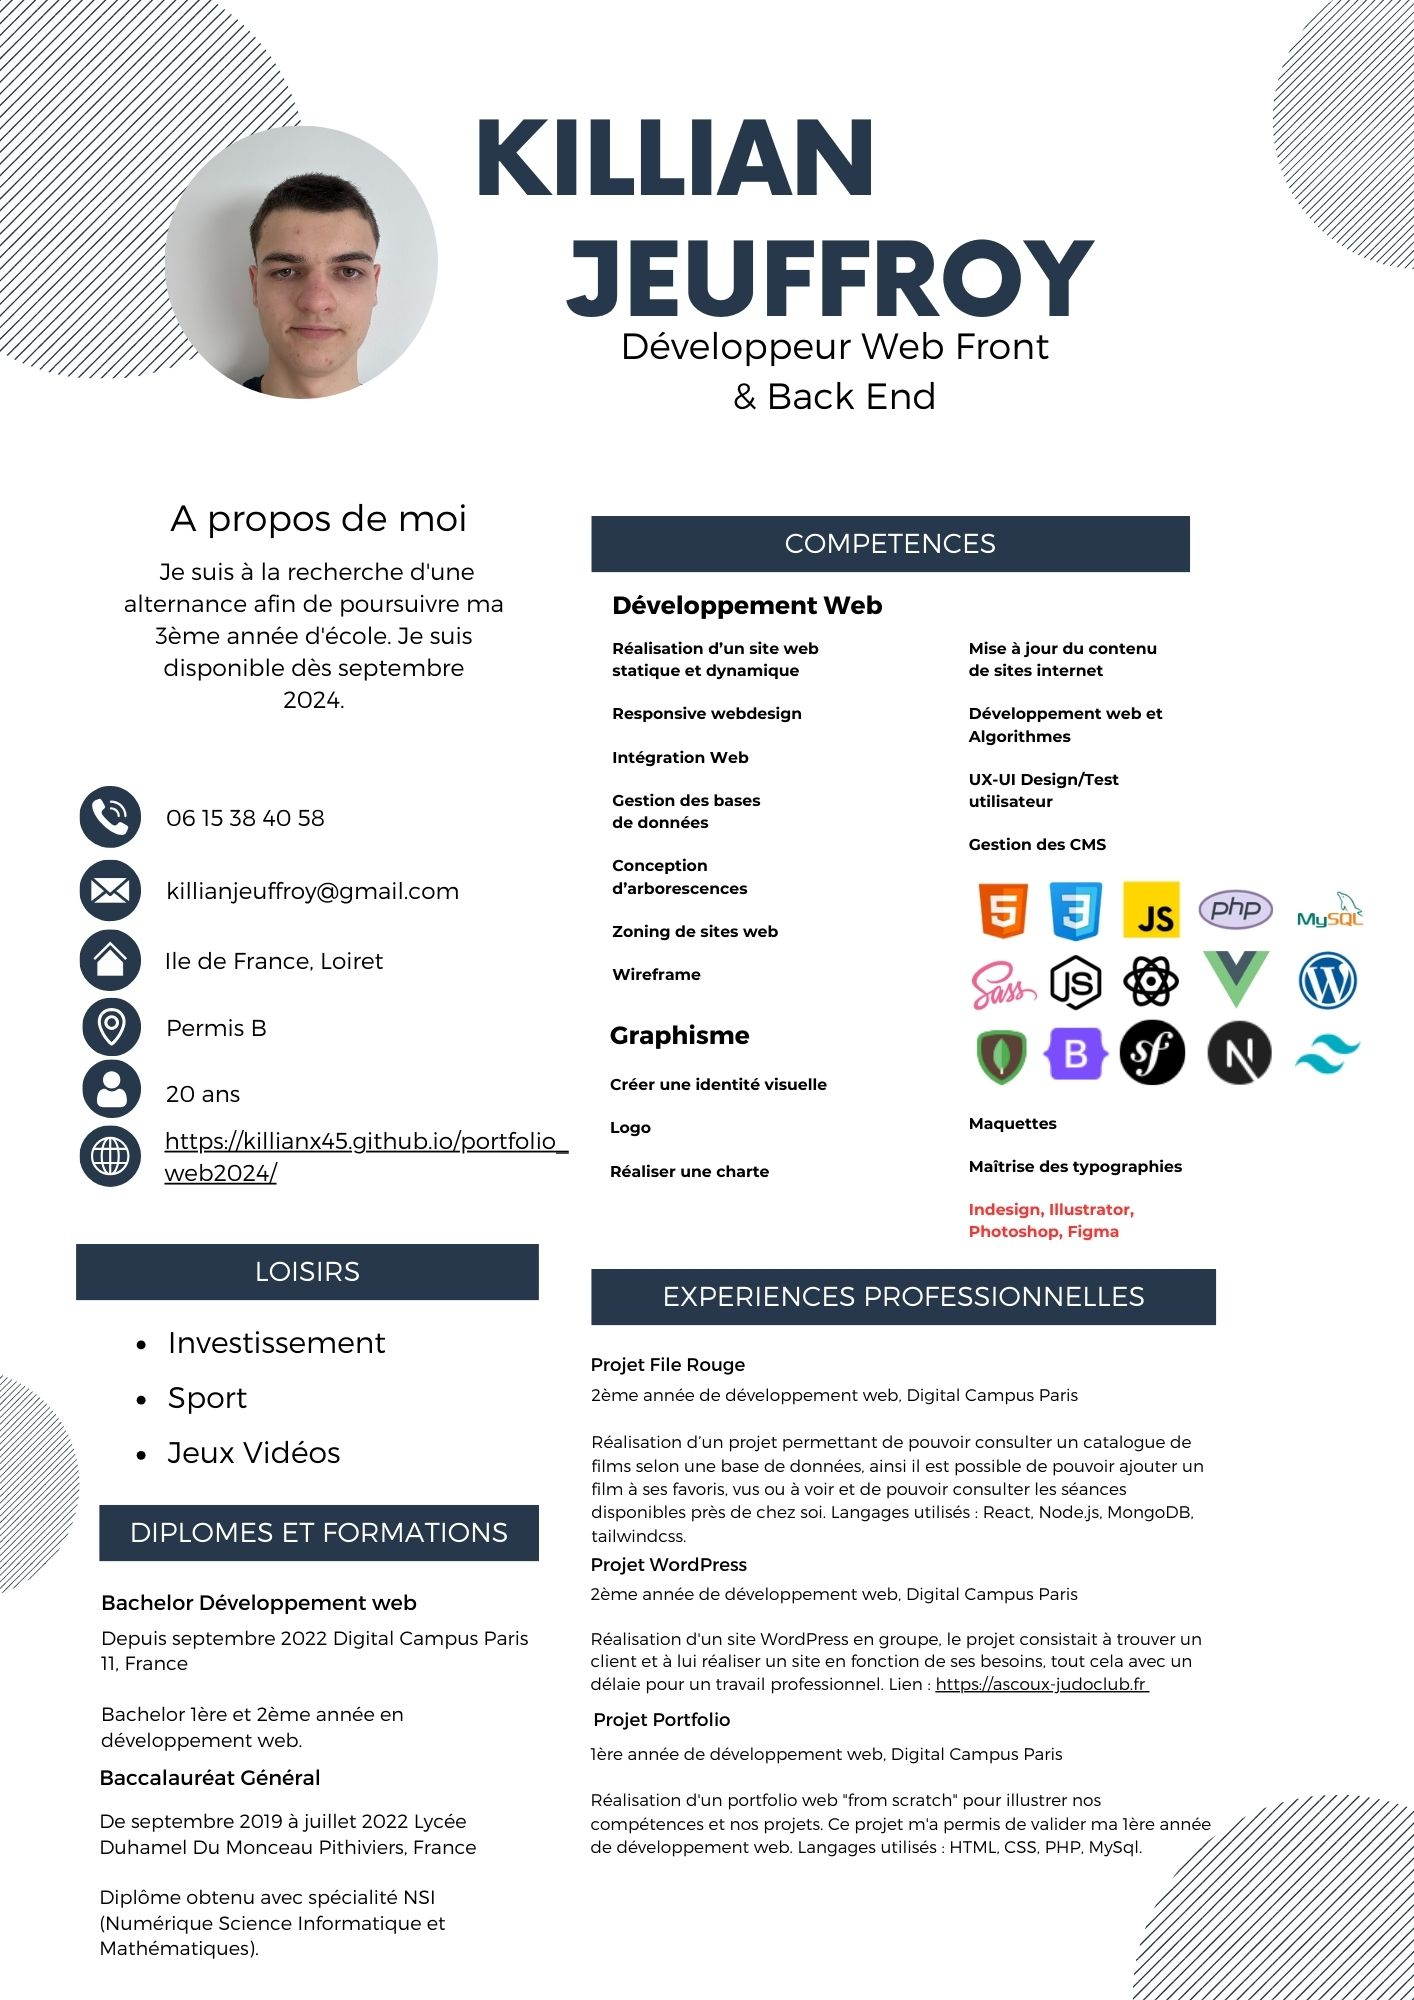 KILLIAN
JEUFFROY
Développeur Web Front
& Back End
A propos de moi
Je suis à la recherche d'une
alternance afin de poursuivre ma
3ème année d'école. Je suis
disponible dès septembre
2024.
06 15 38 40 58
killianjeuffroy@gmail.com
Ile de France, Loiret
Permis B
20 ans
https://killianx45.github.io/portfolio_
web2024/
LOISIRS
• Investissement
• Sport
• Jeux Vidéos
DIPLOMES ET FORMATIONS
Bachelor Développement web
Depuis septembre 2022 Digital Campus Paris
11, France
Bachelor 1ère et 2ème année en
développement web.
Baccalauréat Général
De septembre 2019 à juillet 2022 Lycée
Duhamel Du Monceau Pithiviers, France
Diplôme obtenu avec spécialité NSI
(Numérique Science Informatique et
Mathématiques).
COMPETENCES
Développement Web
Réalisation d’un site web
statique et dynamique
Responsive webdesign
Intégration Web
Gestion des bases
de données
Conception
d’arborescences
Zoning de sites web
Wireframe
Mise à jour du contenu
de sites internet
Développement web et
Algorithmes
UX-UI Design/Test
utilisateur
Gestion des CMS
5 3 JS php MySQL
Sass JS W
B sf N
Graphisme
Créer une identité visuelle
Logo
Réaliser une charte
Maquettes
Maîtrise des typographies
Indesign, Illustrator,
Photoshop, Figma
EXPERIENCES PROFESSIONNELLES
Projet File Rouge
2ème année de développement web, Digital Campus Paris
Réalisation d’un projet permettant de pouvoir consulter un catalogue de
films selon une base de données, ainsi il est possible de pouvoir ajouter un
film à ses favoris, vus ou à voir et de pouvoir consulter les séances
disponibles près de chez soi. Langages utilisés : React, Node.js, MongoDB,
tailwindcss.
Projet WordPress
2ème année de développement web, Digital Campus Paris
Réalisation d'un site WordPress en groupe, le projet consistait à trouver un
client et à lui réaliser un site en fonction de ses besoins, tout cela avec un
délaie pour un travail professionnel. Lien : https://ascoux-judoclub.fr
Projet Portfolio
1ère année de développement web, Digital Campus Paris
Réalisation d'un portfolio web "from scratch" pour illustrer nos
compétences et nos projets. Ce projet m'a permis de valider ma 1ère année
de développement web. Langages utilisés : HTML, CSS, PHP, MySql.